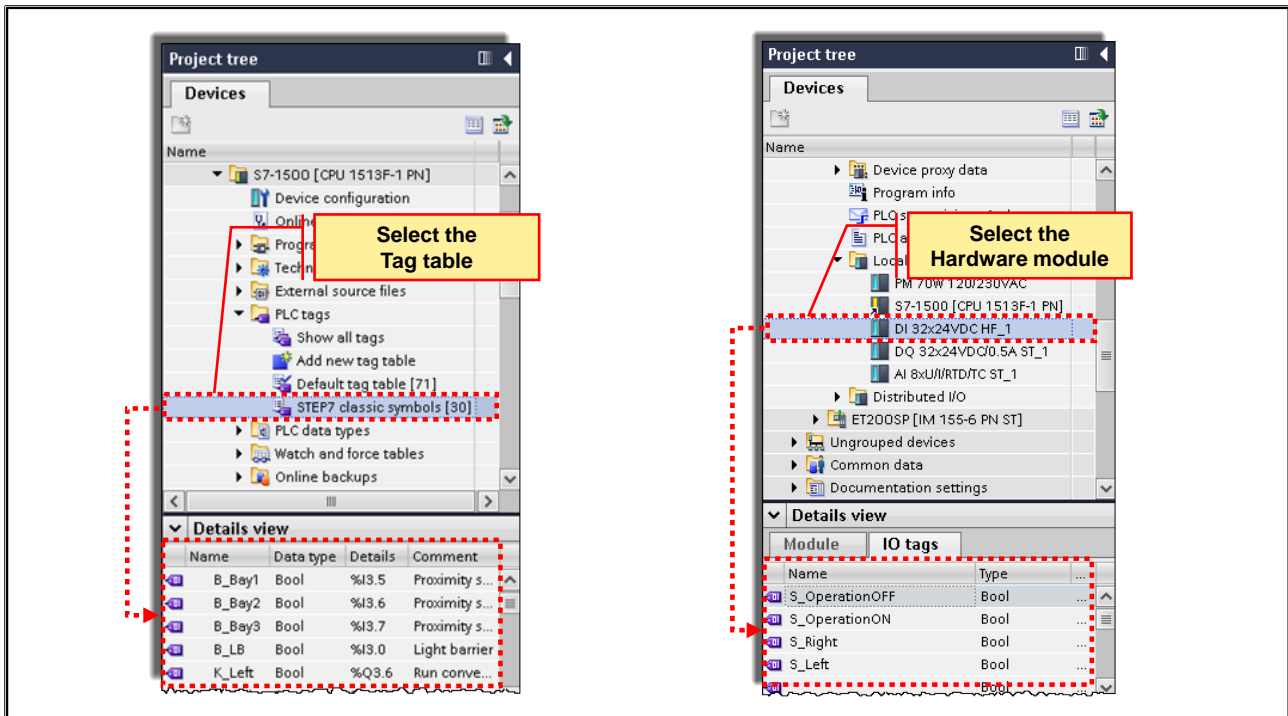 Project tree
Devices
Name
S7-1500 [CPU 1513F-1 PN]
Device configuration
Select the
Tag table
External source files
PLC tags
Show all tags
Add new tag table
Default tag table [71]
STEP7 classic symbols [30]
PLC data types
Watch and force tables
Online backups
Details view
Name Data type Details Comment
B_Bay1 Bool %I3.5 Proximity s...
B_Bay2 Bool %I3.6 Proximity s...
B_Bay3 Bool %I3.7 Proximity s...
B_LB Bool %I3.0 Light barrier
K_Left Bool %Q3.6 Run conve...
Project tree
Devices
Name
Device proxy data
Program info
Select the
Hardware module
PM 70W 120/230VAC
S7-1500 [CPU 1513F-1 PN]
DI 32x24VDC HF_1
DQ 32x24VDC/0.5A ST_1
AI 8xU/I/RTD/TC ST_1
Distributed I/O
ET200SP [IM 155-6 PN ST]
Ungrouped devices
Common data
Documentation settings
Details view
Module IO tags
Name Type ...
S_OperationOFF Bool ...
S_OperationON Bool ...
S_Right Bool ...
S_Left Bool ...
Bool ...